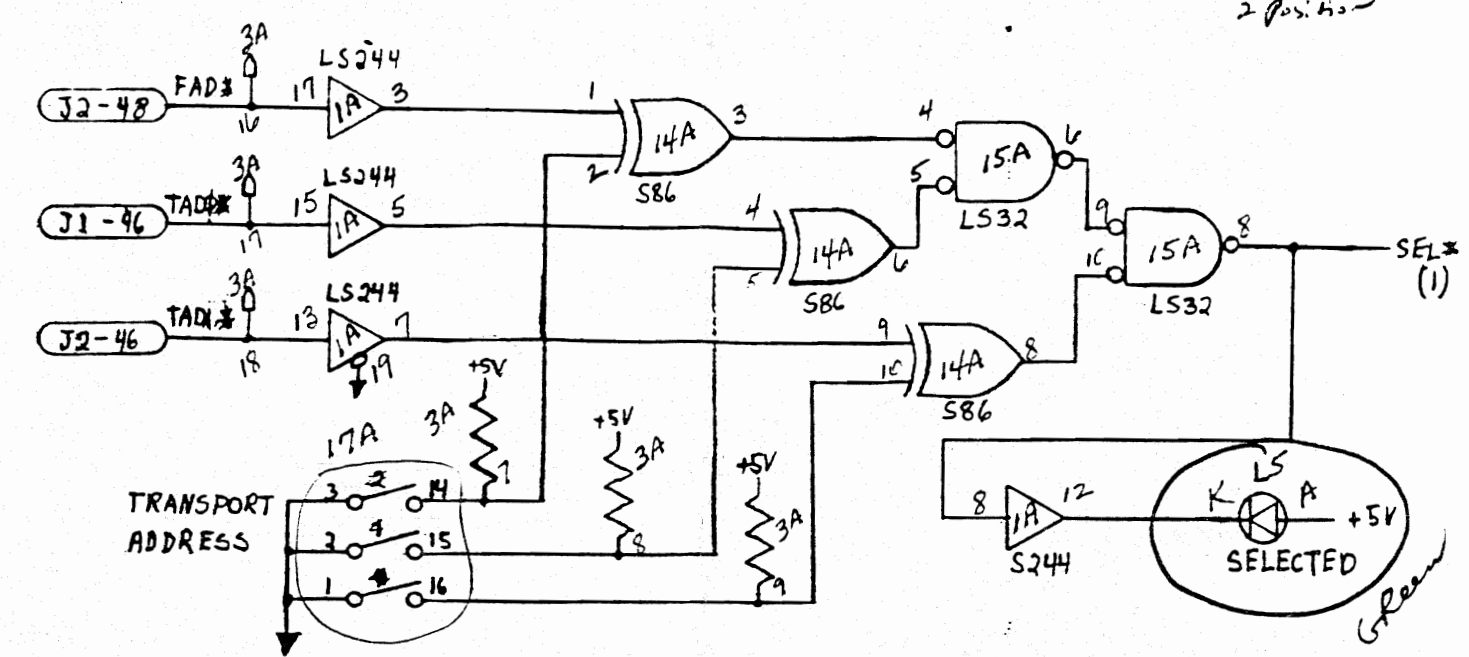 2 Position
3A
LS244
J2-48
FAD*
16
17
1A
3
1
2
14A
3
S86
4
5
15A
6
LS32
3A
LS244
J1-46
17
15
1A
5
4
5
14A
6
S86
9
10
15A
8
LS32
SEL*
(1)
3A
LS244
J2-46
18
13
1A
7
19
9
10
14A
8
S86
+5V
3A
7
+5V
3A
8
+5V
3A
9
17A
TRANSPORT
ADDRESS
3
14
2
15
1
16
8
1A
12
S244
LS
K
A
+5V
SELECTED
Green